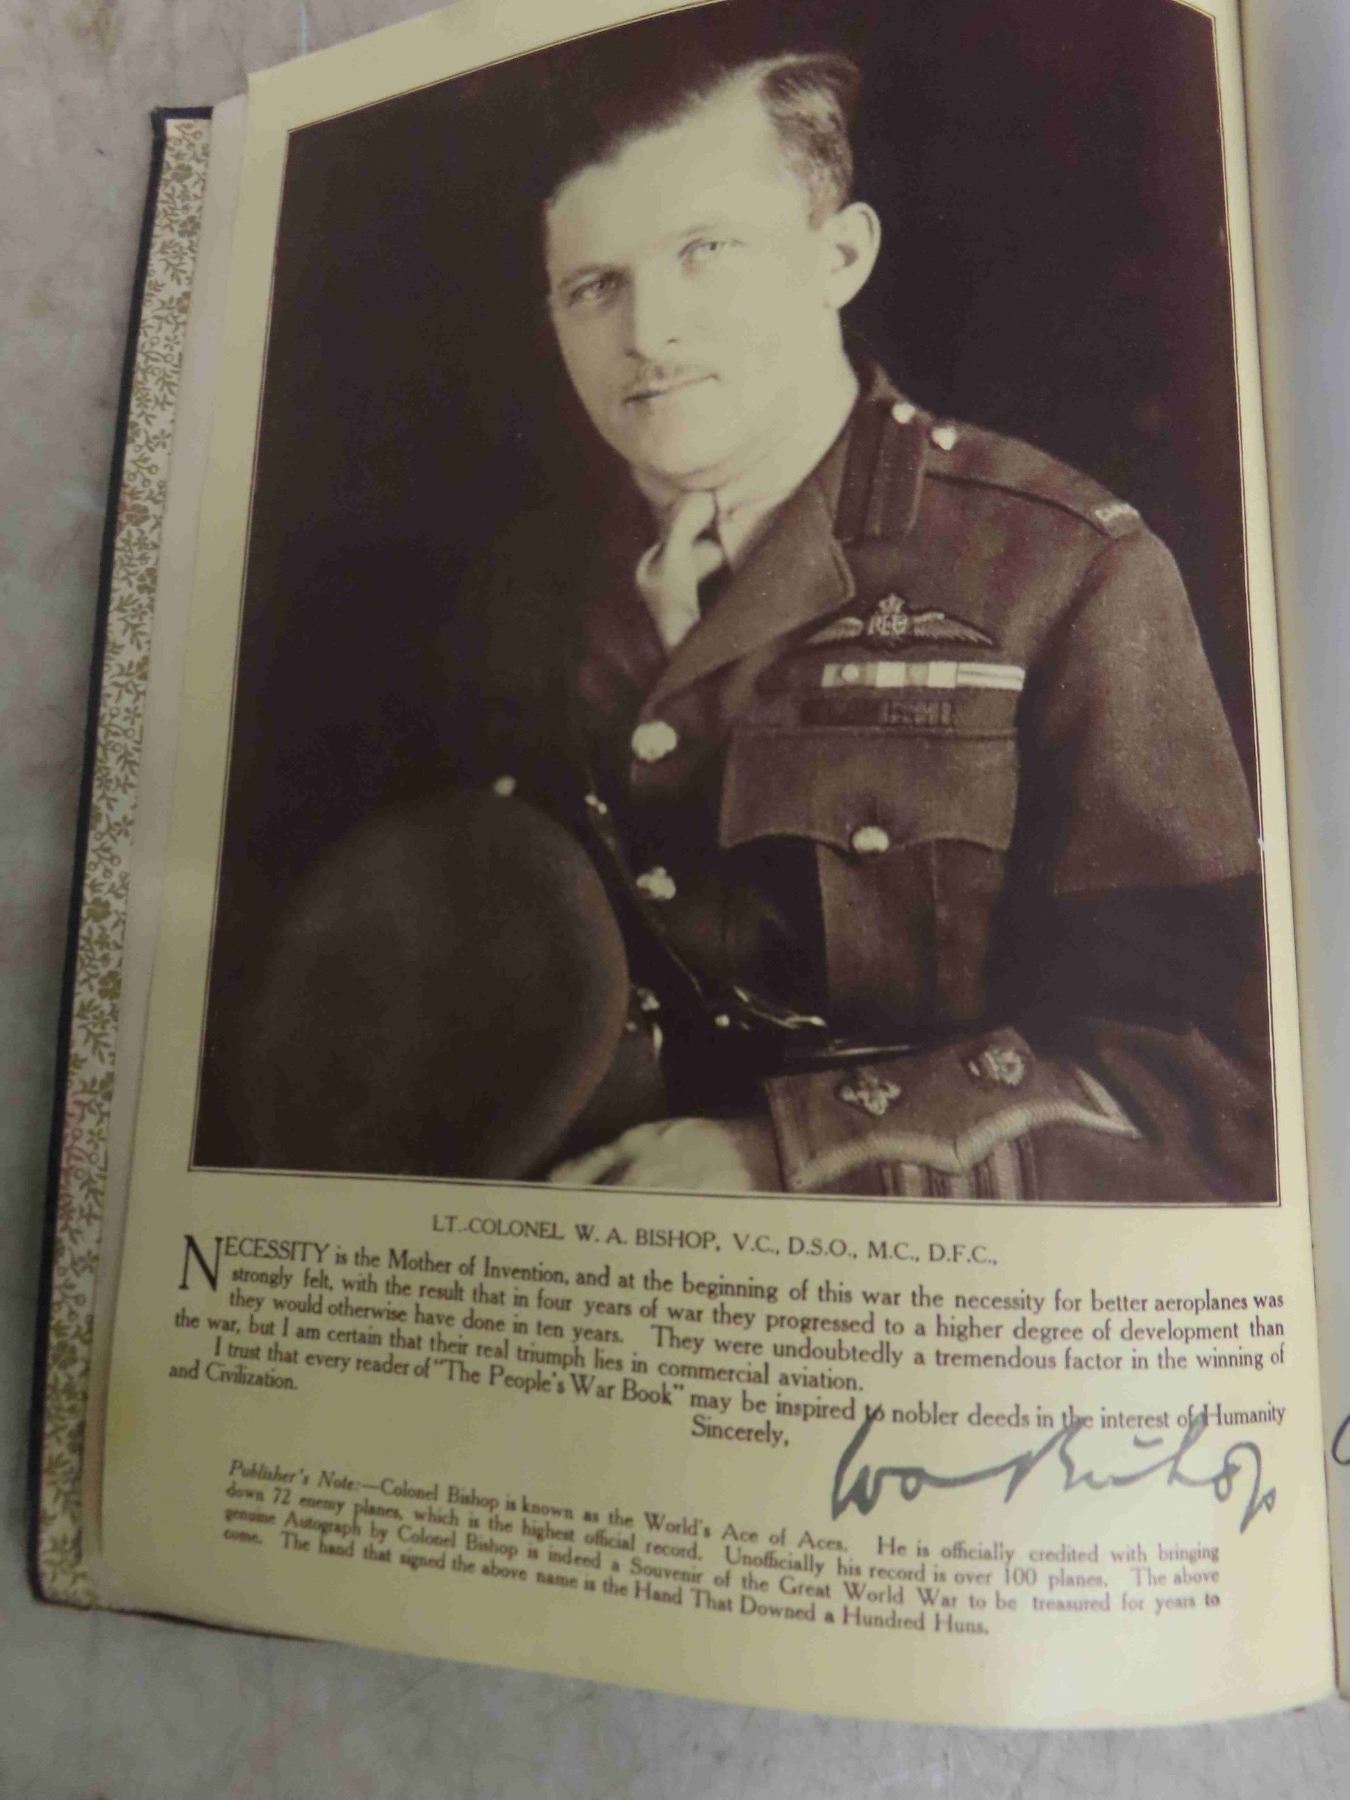 LT.-COLONEL W. A. BISHOP, V.C., D.S.O., M.C., D.F.C.,
NECESSITY is the Mother of Invention, and at the beginning of this war the necessity for better aeroplanes was
strongly felt, with the result that in four years of war they progressed to a higher degree of development than
they would otherwise have done in ten years. They were undoubtedly a tremendous factor in the winning of
the war, but I am certain that their real triumph lies in commercial aviation.
I trust that every reader of "The People's War Book" may be inspired to nobler deeds in the interest of Humanity
and Civilization.
Sincerely,
WA Bishop
Publisher's Note:—Colonel Bishop is known as the World's Ace of Aces. He is officially credited with bringing
down 72 enemy planes, which is the highest official record. Unofficially his record is over 100 planes. The above
genuine Autograph by Colonel Bishop is indeed a Souvenir of the Great World War to be treasured for years to
come. The hand that signed the above name is the Hand That Downed a Hundred Huns.